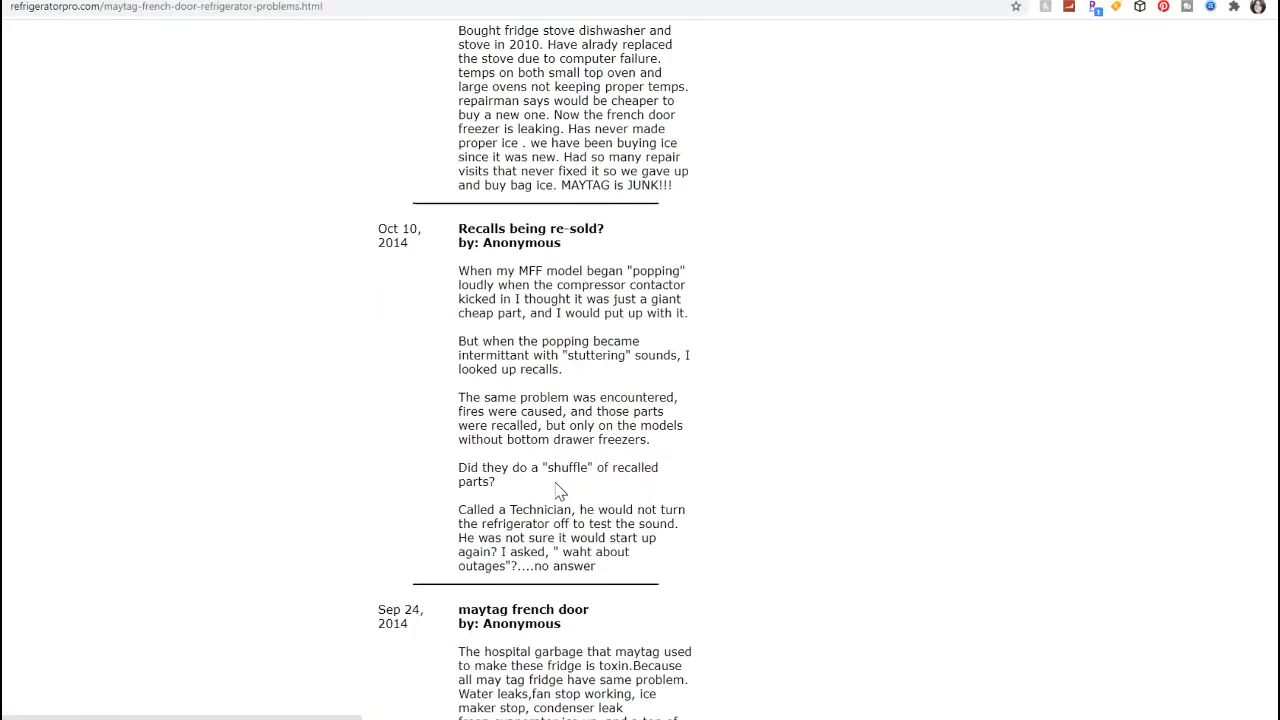 refrigeratorpro.com/maytag-french-door-refrigerator-problems.html
Bought fridge stove dishwasher and
stove in 2010. Have alrady replaced
the stove due to computer failure.
temps on both small top oven and
large ovens not keeping proper temps.
repairman says would be cheaper to
buy a new one. Now the french door
freezer is leaking. Has never made
proper ice . we have been buying ice
since it was new. Had so many repair
visits that never fixed it so we gave up
and buy bag ice. MAYTAG is JUNK!!!
Oct 10,
2014
Recalls being re-sold?
by: Anonymous
When my MFF model began "popping"
loudly when the compressor contactor
kicked in I thought it was just a giant
cheap part, and I would put up with it.
But when the popping became
intermittant with "stuttering" sounds, I
looked up recalls.
The same problem was encountered,
fires were caused, and those parts
were recalled, but only on the models
without bottom drawer freezers.
Did they do a "shuffle" of recalled
parts?
Called a Technician, he would not turn
the refrigerator off to test the sound.
He was not sure it would start up
again? I asked, " waht about
outages"?....no answer
Sep 24,
2014
maytag french door
by: Anonymous
The hospital garbage that maytag used
to make these fridge is toxin.Because
all may tag fridge have same problem.
Water leaks,fan stop working, ice
maker stop, condenser leak